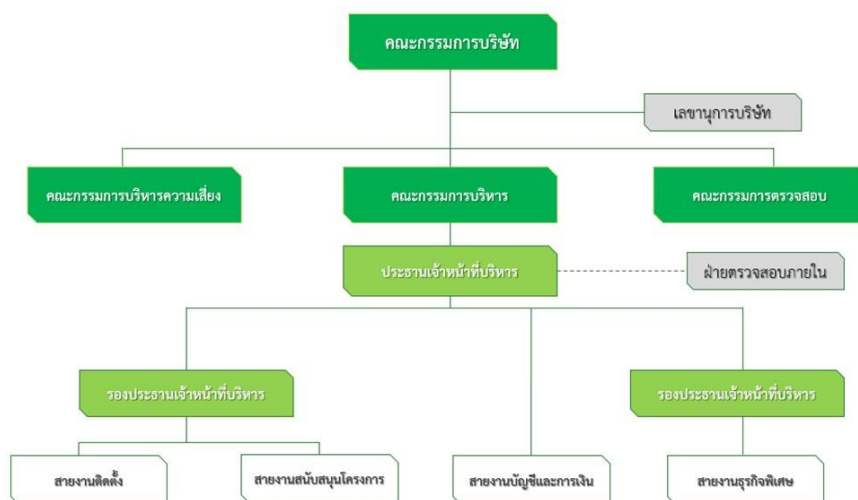 คณะกรรมการบริษัท
เลขานุการบริษัท
คณะกรรมการบริหารความเสี่ยง
คณะกรรมการบริหาร
คณะกรรมการตรวจสอบ
ประธานเจ้าหน้าที่บริหาร
ฝ่ายตรวจสอบภายใน
รองประธานเจ้าหน้าที่บริหาร
รองประธานเจ้าหน้าที่บริหาร
สายงานติดตั้ง
สายงานสนับสนุนโครงการ
สายงานบัญชีและการเงิน
สายงานธุรกิจพิเศษ